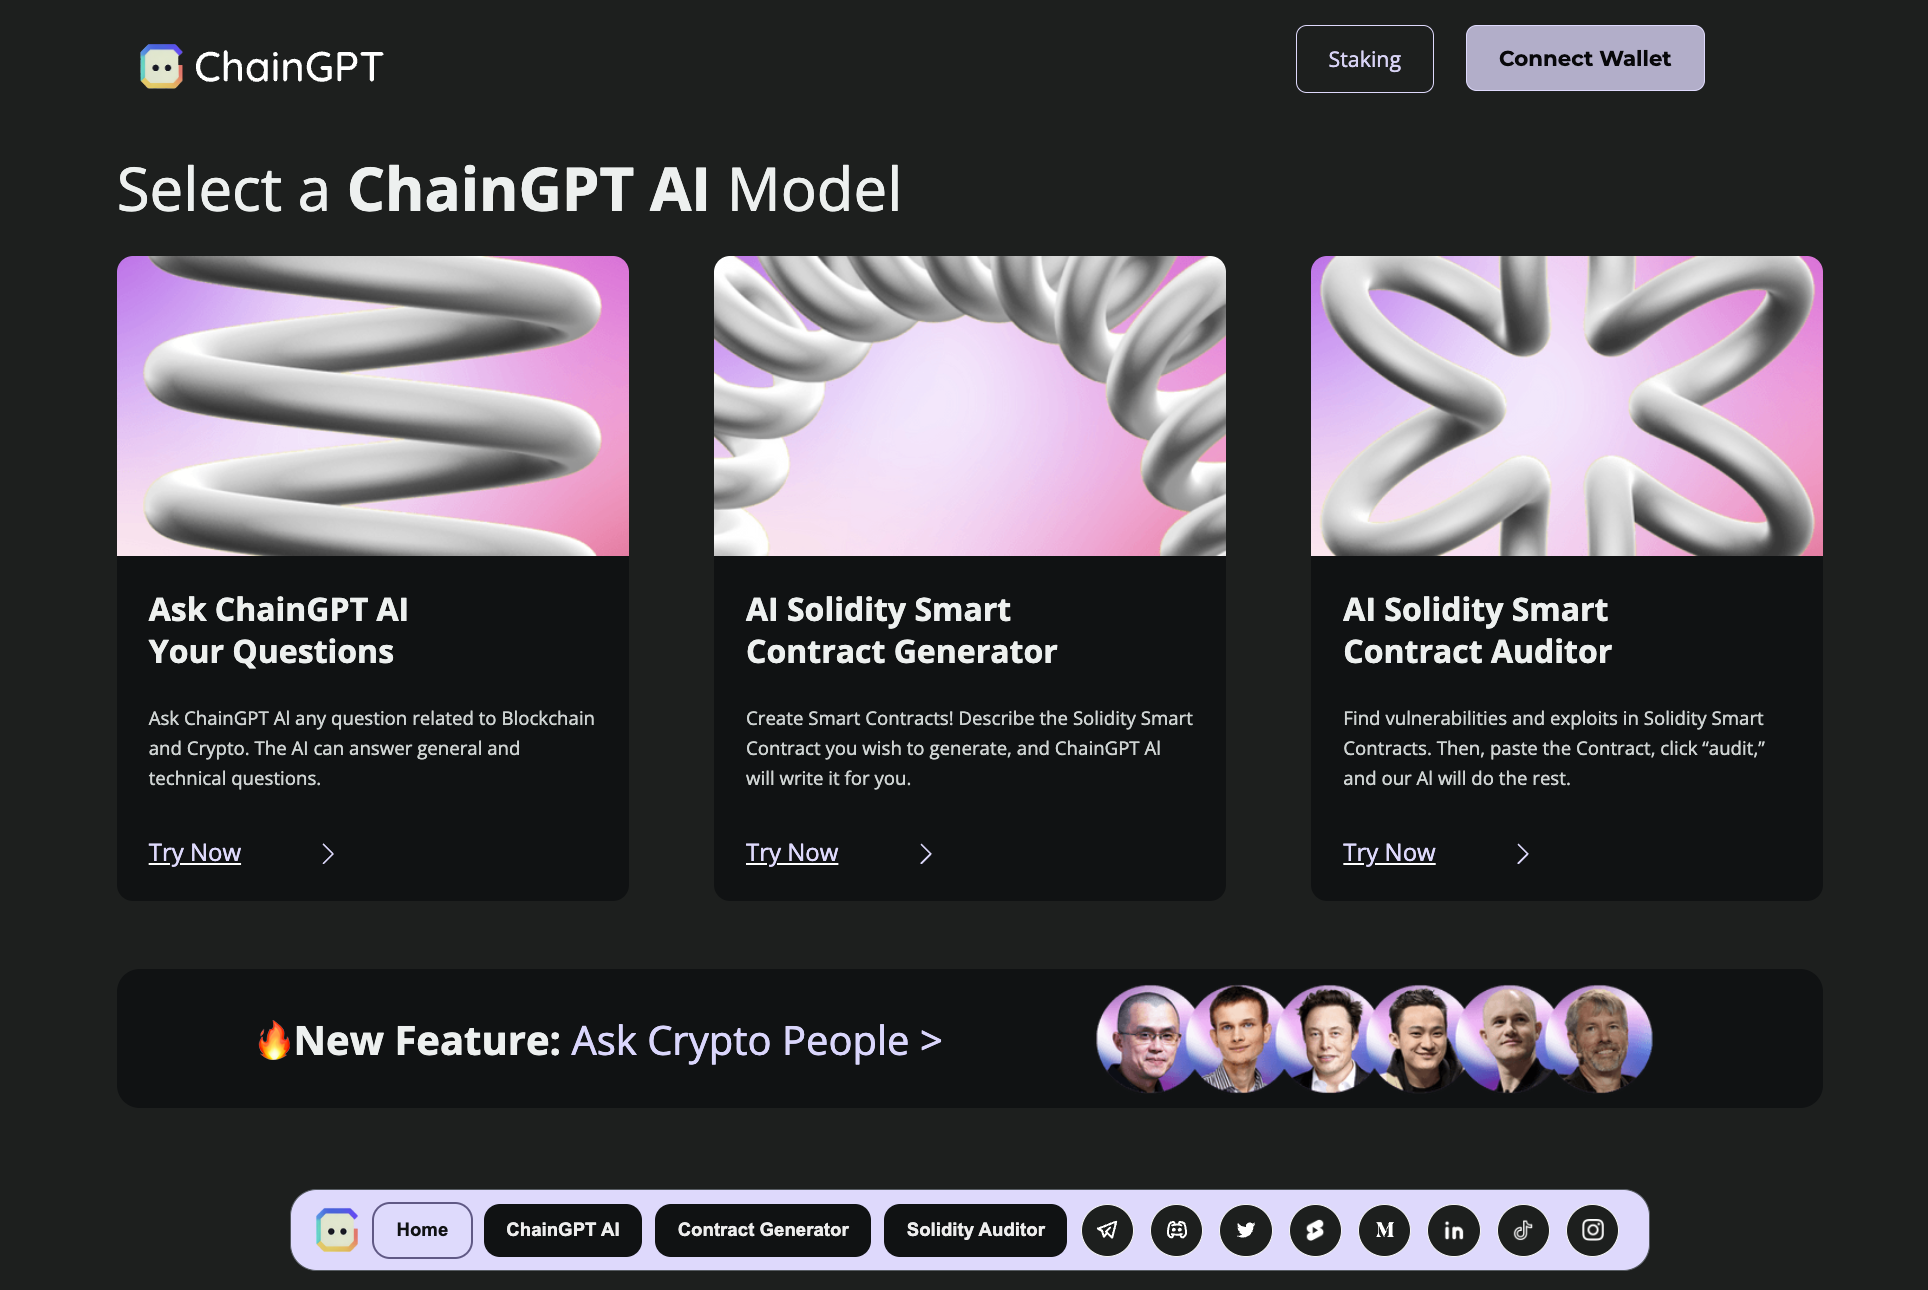 ChainGPT
Staking
Connect Wallet
Select a ChainGPT AI Model
Ask ChainGPT AI
Your Questions
Ask ChainGPT AI any question related to Blockchain
and Crypto. The AI can answer general and
technical questions.
Try Now
AI Solidity Smart
Contract Generator
Create Smart Contracts! Describe the Solidity Smart
Contract you wish to generate, and ChainGPT AI
will write it for you.
Try Now
AI Solidity Smart
Contract Auditor
Find vulnerabilities and exploits in Solidity Smart
Contracts. Then, paste the Contract, click “audit,”
and our AI will do the rest.
Try Now
🔥New Feature: Ask Crypto People >
Home
ChainGPT AI
Contract Generator
Solidity Auditor
M
in